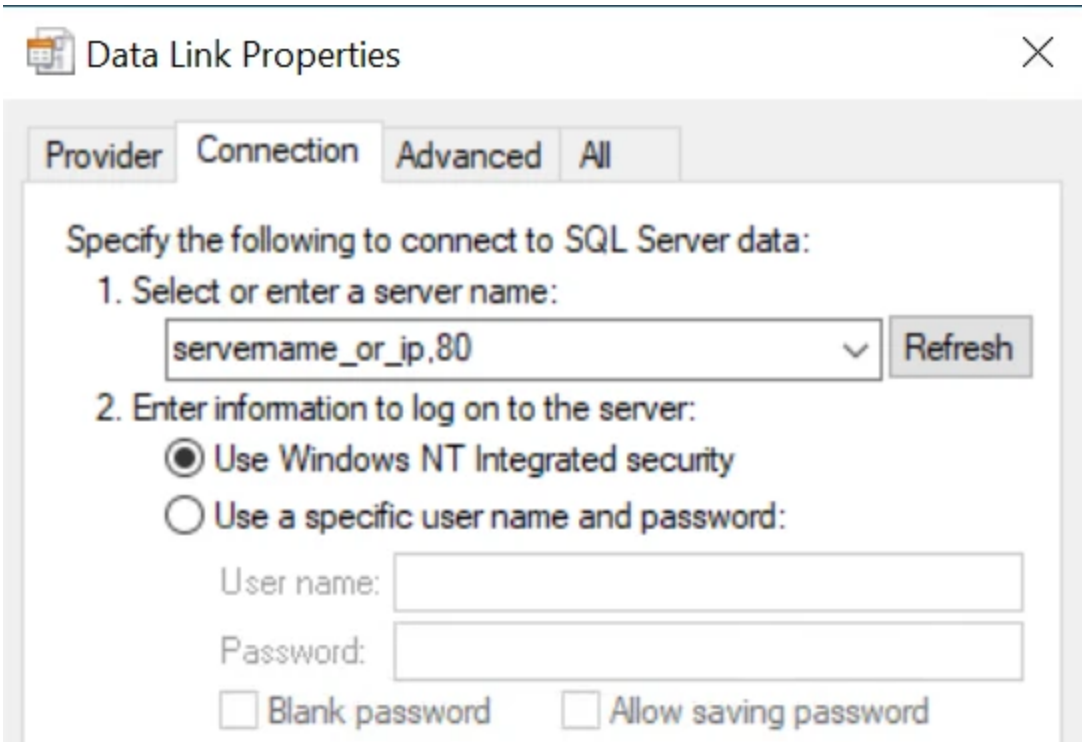 Data Link Properties
Provider Connection Advanced All
Specify the following to connect to SQL Server data:
1. Select or enter a server name:
servername_or_ip,80 Refresh
2. Enter information to log on to the server:
Use Windows NT Integrated security
Use a specific user name and password:
User name:
Password:
Blank password Allow saving password